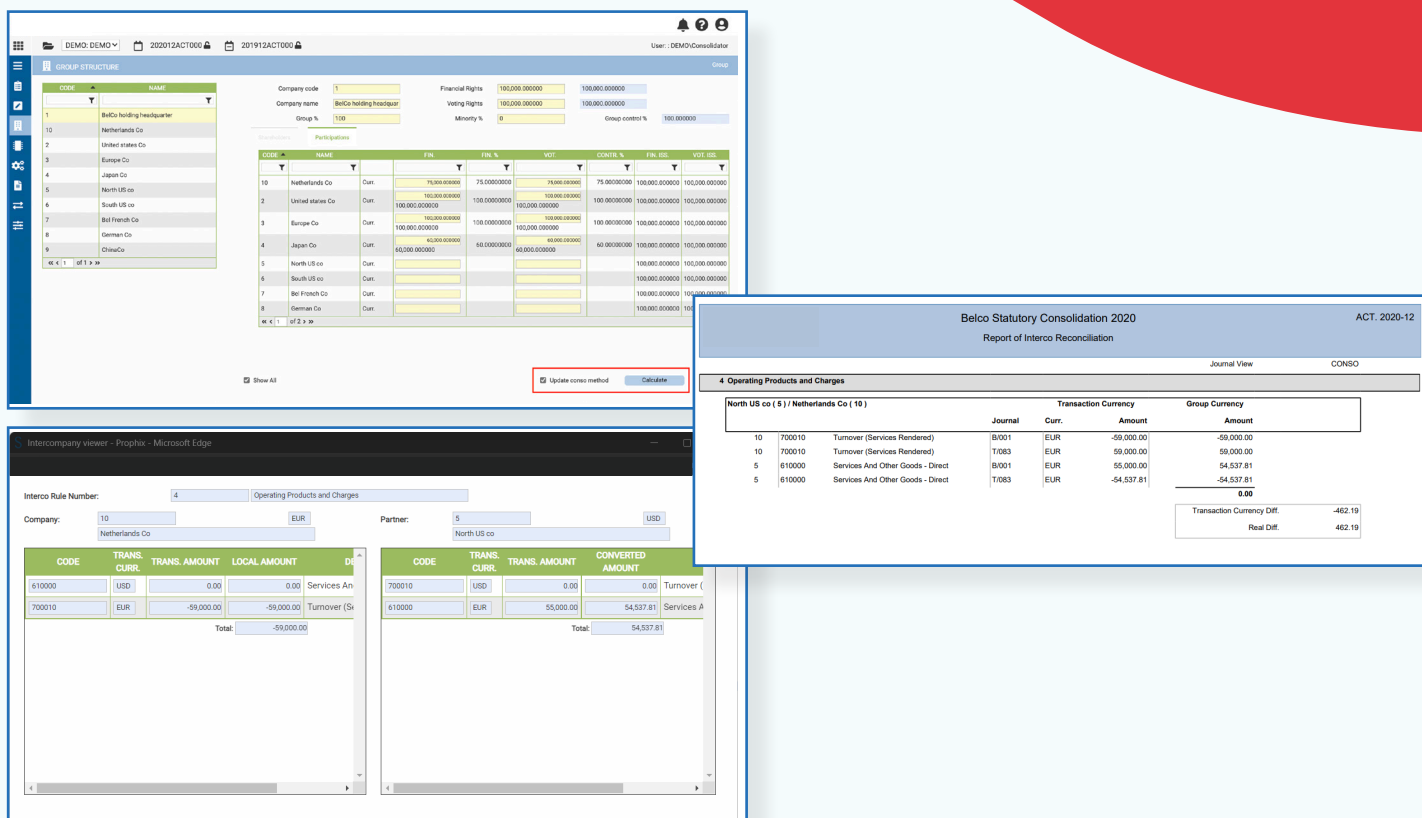 DEMO: DEMO 202012ACT000 201912ACT000 User: : DEMO\Consolidator
GROUP STRUCTURE Group
CODE NAME
1 BelCo holding headquarter
10 Netherlands Co
2 United states Co
3 Europe Co
4 Japan Co
5 North US co
6 South US co
7 Bel French Co
8 German Co
9 ChinaCo
1 of 1
Company code 1 Financial Rights 100,000.000000 100,000.000000
Company name BelCo holding headquar Voting Rights 100,000.000000 100,000.000000
Group % 100 Minority % 0 Group control % 100.000000
Participations
CODE NAME FIN. FIN. % VOT. CONTR. % FIN. ISS. VOT. ISS.
10 Netherlands Co Curr. 75,000.000000 75.00000000 75,000.000000 75.00000000 100,000.000000 100,000.000000
2 United states Co Curr. 100,000.000000 100.00000000 100,000.000000 100.00000000 100,000.000000 100,000.000000
100,000.000000 100,000.000000
3 Europe Co Curr. 100,000.000000 100.00000000 100,000.000000 100.00000000 100,000.000000 100,000.000000
100,000.000000 100,000.000000
4 Japan Co Curr. 60,000.000000 60.00000000 60,000.000000 60.00000000 100,000.000000 100,000.000000
60,000.000000 60,000.000000
5 North US co Curr. 100,000.000000 100,000.000000
6 South US co Curr. 100,000.000000 100,000.000000
7 Bel French Co Curr. 100,000.000000 100,000.000000
8 German Co Curr. 100,000.000000
1 of 2
Show All Update conso method Calculate
Belco Statutory Consolidation 2020 ACT. 2020-12
Report of Interco Reconciliation
Journal View CONSO
4 Operating Products and Charges
North US co ( 5 ) / Netherlands Co ( 10 ) Transaction Currency Group Currency
Journal Curr. Amount Amount
10 700010 Turnover (Services Rendered) B/001 EUR -59,000.00 -59,000.00
10 700010 Turnover (Services Rendered) T/083 EUR 59,000.00 59,000.00
5 610000 Services And Other Goods - Direct B/001 EUR 55,000.00 54,537.81
5 610000 Services And Other Goods - Direct T/083 EUR -54,537.81 -54,537.81
0.00
Transaction Currency Diff. -462.19
Real Diff. 462.19
Intercompany viewer - Prophix - Microsoft Edge
Interco Rule Number: 4 Operating Products and Charges
Company: 10 EUR Partner: 5 USD
Netherlands Co North US co
CODE TRANS. CURR. TRANS. AMOUNT LOCAL AMOUNT DE
610000 USD 0.00 0.00 Services An
700010 EUR -59,000.00 -59,000.00 Turnover (Se
Total: -59,000.00
CODE TRANS. CURR. TRANS. AMOUNT CONVERTED AMOUNT
700010 USD 0.00 0.00 Turnover (
610000 EUR 55,000.00 54,537.81 Services A
Total: 54,537.81